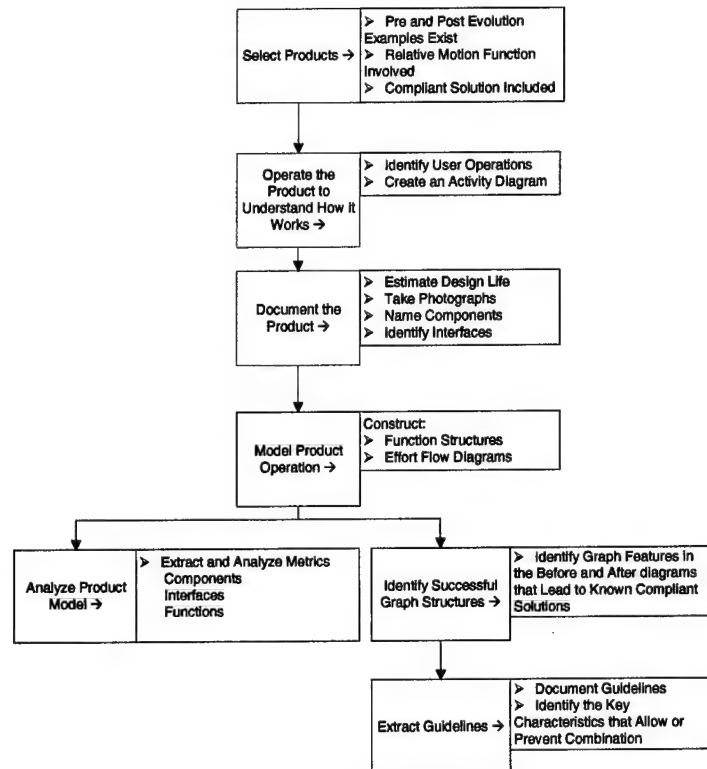 Select Products →
➤ Pre and Post Evolution
Examples Exist
➤ Relative Motion Function
Involved
➤ Compliant Solution Included
Operate the
Product to
Understand How it
Works →
➤ Identify User Operations
➤ Create an Activity Diagram
Document the
Product →
➤ Estimate Design Life
➤ Take Photographs
➤ Name Components
➤ Identify Interfaces
Model Product
Operation →
Construct:
➤ Function Structures
➤ Effort Flow Diagrams
Analyze Product
Model →
➤ Extract and Analyze Metrics
Components
Interfaces
Functions
Identify Successful
Graph Structures →
➤ Identify Graph Features in
the Before and After diagrams
that Lead to Known Compliant
Solutions
Extract Guidelines →
➤ Document Guidelines
➤ Identify the Key
Characteristics that Allow or
Prevent Combination